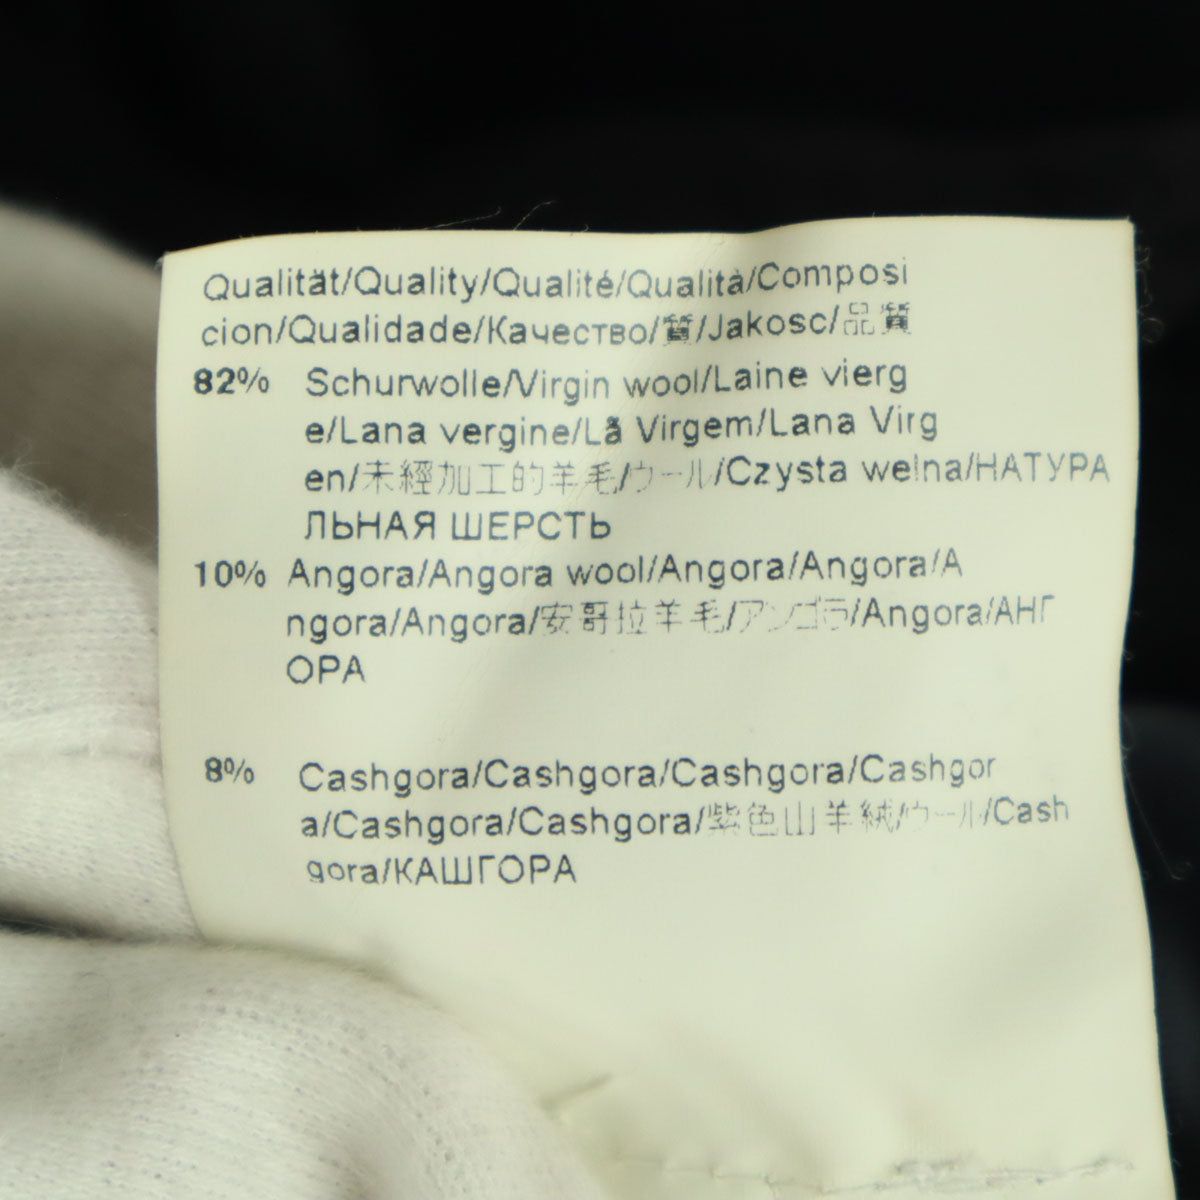 Qualität/Quality/Qualité/Qualità/Composi
cion/Qualidade/Качество/質/Jakosc/品質
82% Schurwolle/Virgin wool/Laine vierg
e/Lana vergine/Lã Virgem/Lana Virg
en/未經加工的羊毛/ウール/Czysta welna/НАТУРА
ЛЬНАЯ ШЕРСТЬ
10% Angora/Angora wool/Angora/Angora/A
ngora/Angora/安哥拉羊毛/アンゴラ/Angora/АНГ
ОРА
8% Cashgora/Cashgora/Cashgora/Cashgor
a/Cashgora/Cashgora/紫色山羊絨/ウール/Cash
gora/КАШГОРА